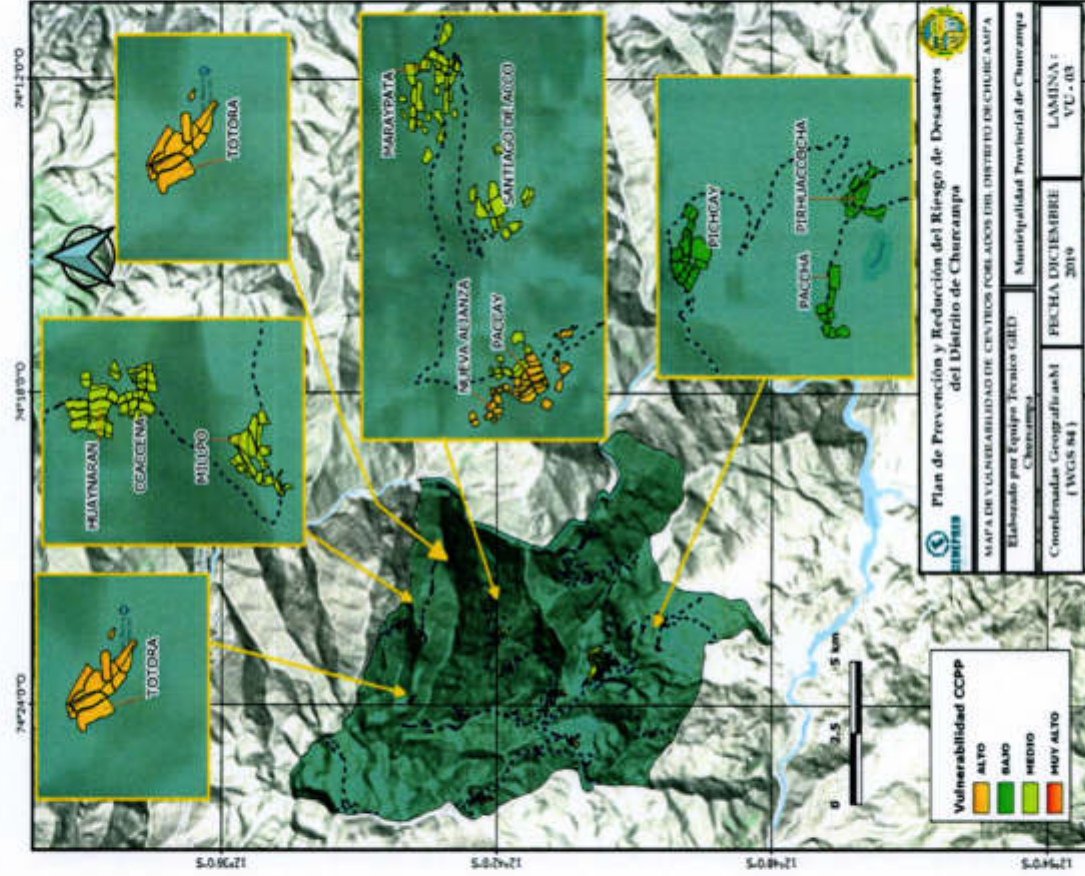 74°24'0"O
74°18'0"O
74°12'0"O
12°36'0"S
12°42'0"S
12°48'0"S
12°54'0"S
TOTORA
HUAYNARAN
CCACCENA
MILLPO
TOTORA
MARAYPATA
SANTIAGO DE ACCO
NUEVA ALIANZA
PACCAY
PICHCAY
PIRHUACCOCHA
PACCHA
0 2.5 5 km
Vulnerabilidad CCPP
ALTO
BAJO
MEDIO
MUY ALTO
Plan de Prevención y Reducción del Riesgo de Desastres
del Distrito de Churcampa
MAPA DE VULNERABILIDAD DE CENTROS POBLADOS DEL DISTRITO DE CHURCAMPA
Elaborado por Equipo Técnico GRD
Churcampa
Municipalidad Provincial de Churcampa
Coordenadas Geograficas
( WGS 84 )
FECHA DICIEMBRE
2019
LAMINA :
VU - 03